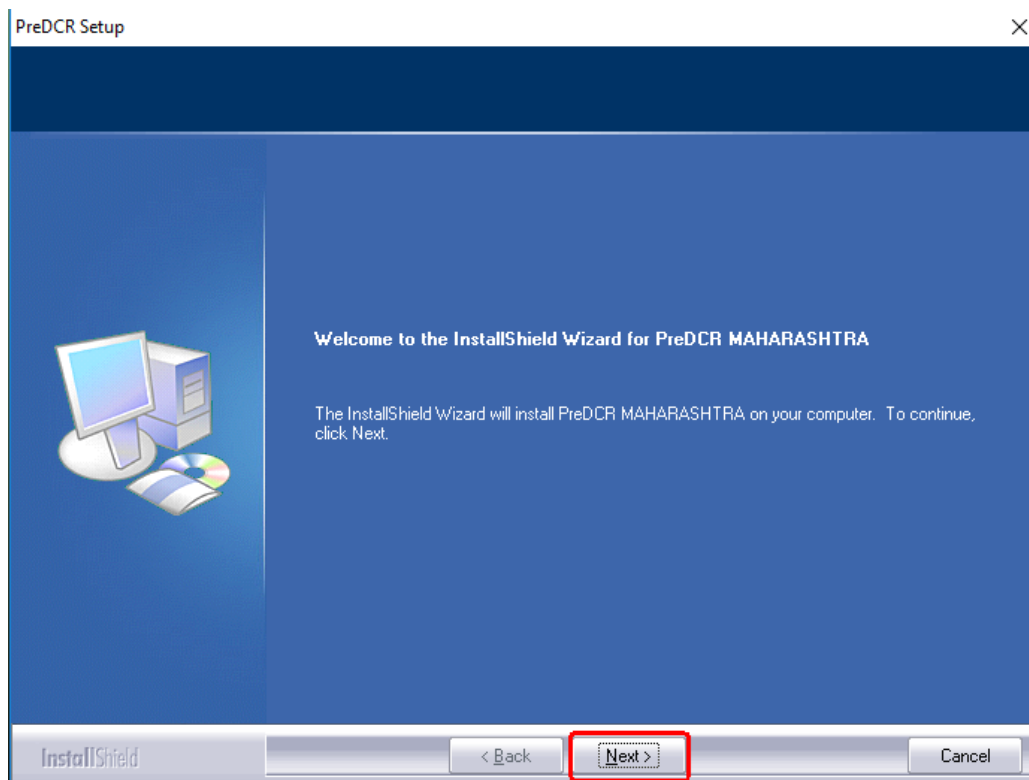 PreDCR Setup
Welcome to the InstallShield Wizard for PreDCR MAHARASHTRA
The InstallShield Wizard will install PreDCR MAHARASHTRA on your computer. To continue,
click Next.
InstallShield
< Back
Next >
Cancel